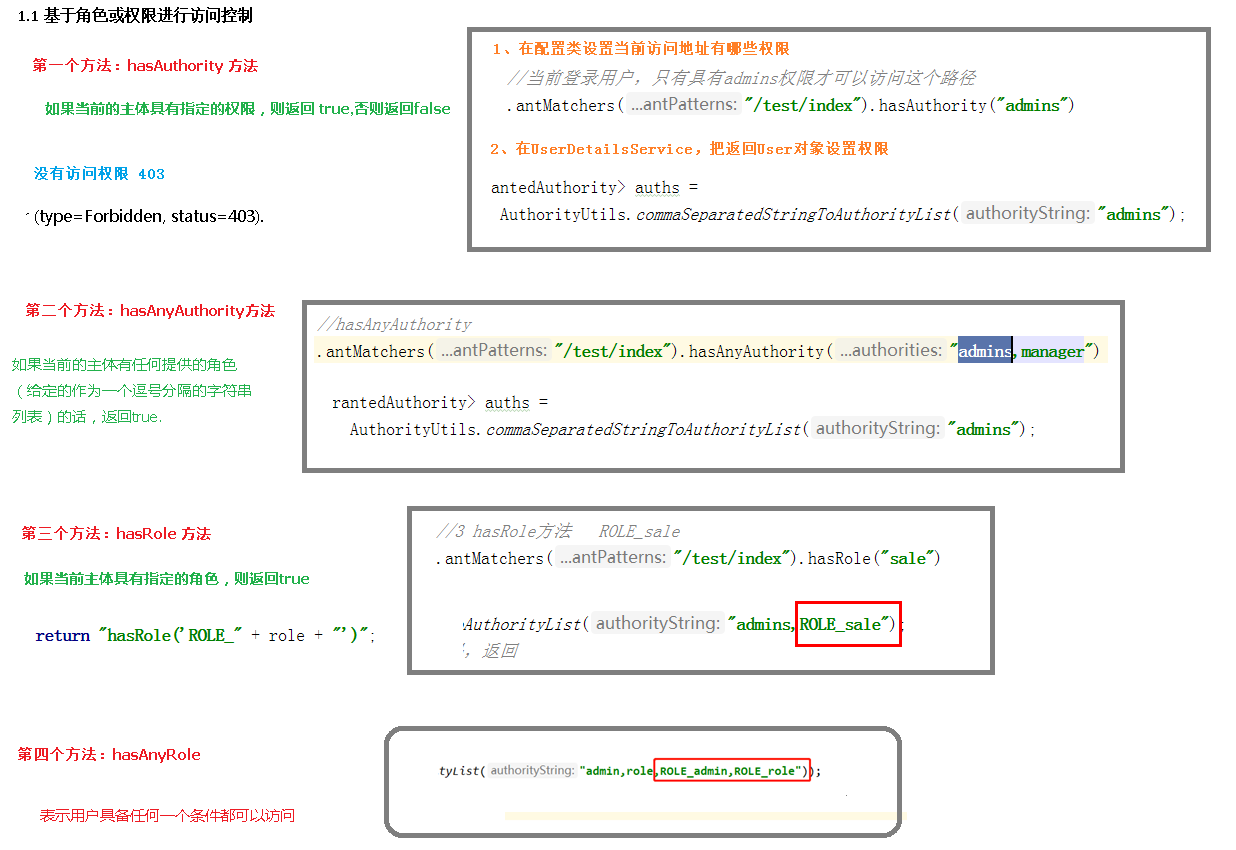 1.1 基于角色或权限进行访问控制
第一个方法：hasAuthority 方法
如果当前的主体具有指定的权限，则返回 true,否则返回false
没有访问权限 403
(type=Forbidden, status=403).
1、在配置类设置当前访问地址有哪些权限
//当前登录用户，只有具有admins权限才可以访问这个路径
.antMatchers( ...antPatterns: "/test/index").hasAuthority("admins")
2、在UserDetailsService，把返回User对象设置权限
antedAuthority> auths =
AuthorityUtils.commaSeparatedStringToAuthorityList( authorityString: "admins");
第二个方法：hasAnyAuthority方法
如果当前的主体有任何提供的角色
（给定的作为一个逗号分隔的字符串
列表）的话，返回true.
//hasAnyAuthority
.antMatchers( ...antPatterns: "/test/index").hasAnyAuthority( ...authorities: "admins,manager")
rantedAuthority> auths =
AuthorityUtils.commaSeparatedStringToAuthorityList( authorityString: "admins");
第三个方法：hasRole 方法
如果当前主体具有指定的角色，则返回true
return "hasRole('ROLE_" + role + "')";
//3 hasRole方法 ROLE_sale
.antMatchers( ...antPatterns: "/test/index").hasRole("sale")
AuthorityList( authorityString: "admins,ROLE_sale");
，返回
第四个方法：hasAnyRole
表示用户具备任何一个条件都可以访问
tyList( authorityString: "admin,role,ROLE_admin,ROLE_role"));